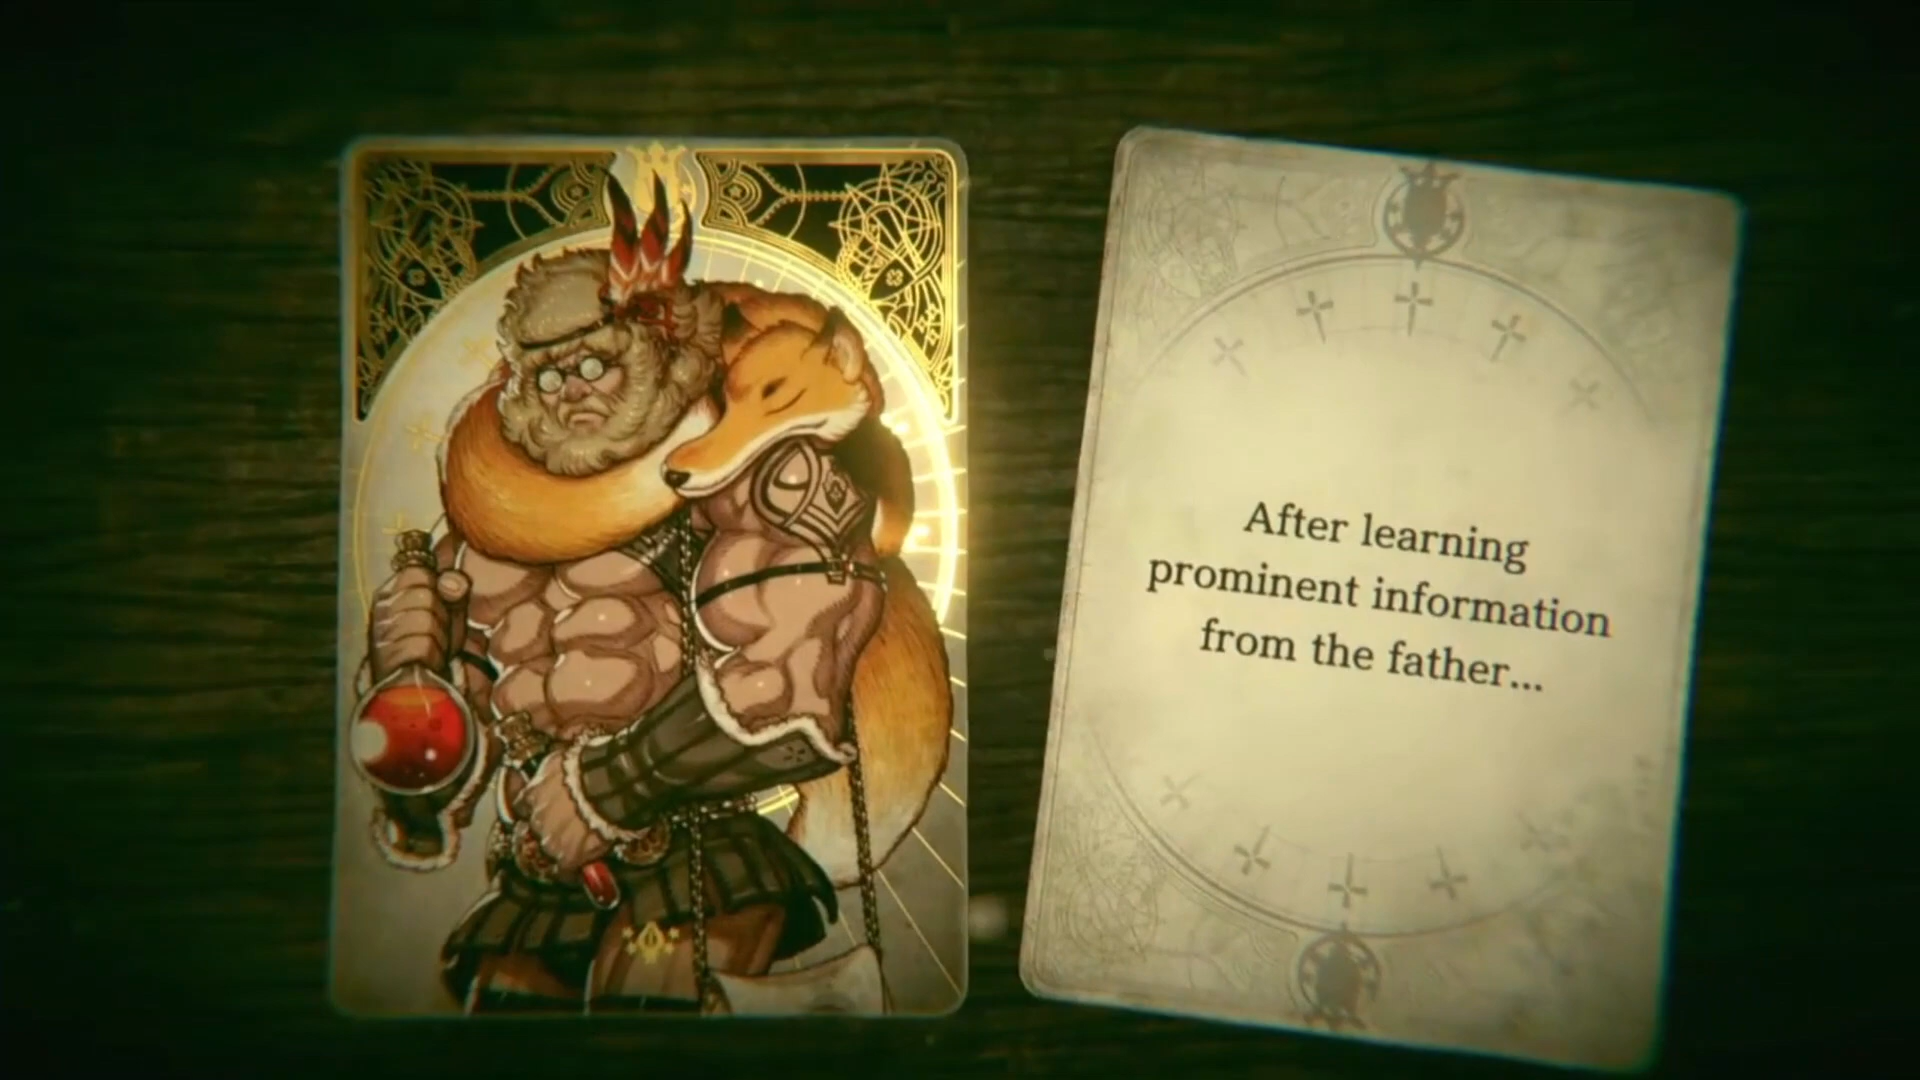 After learning
prominent information
from the father...